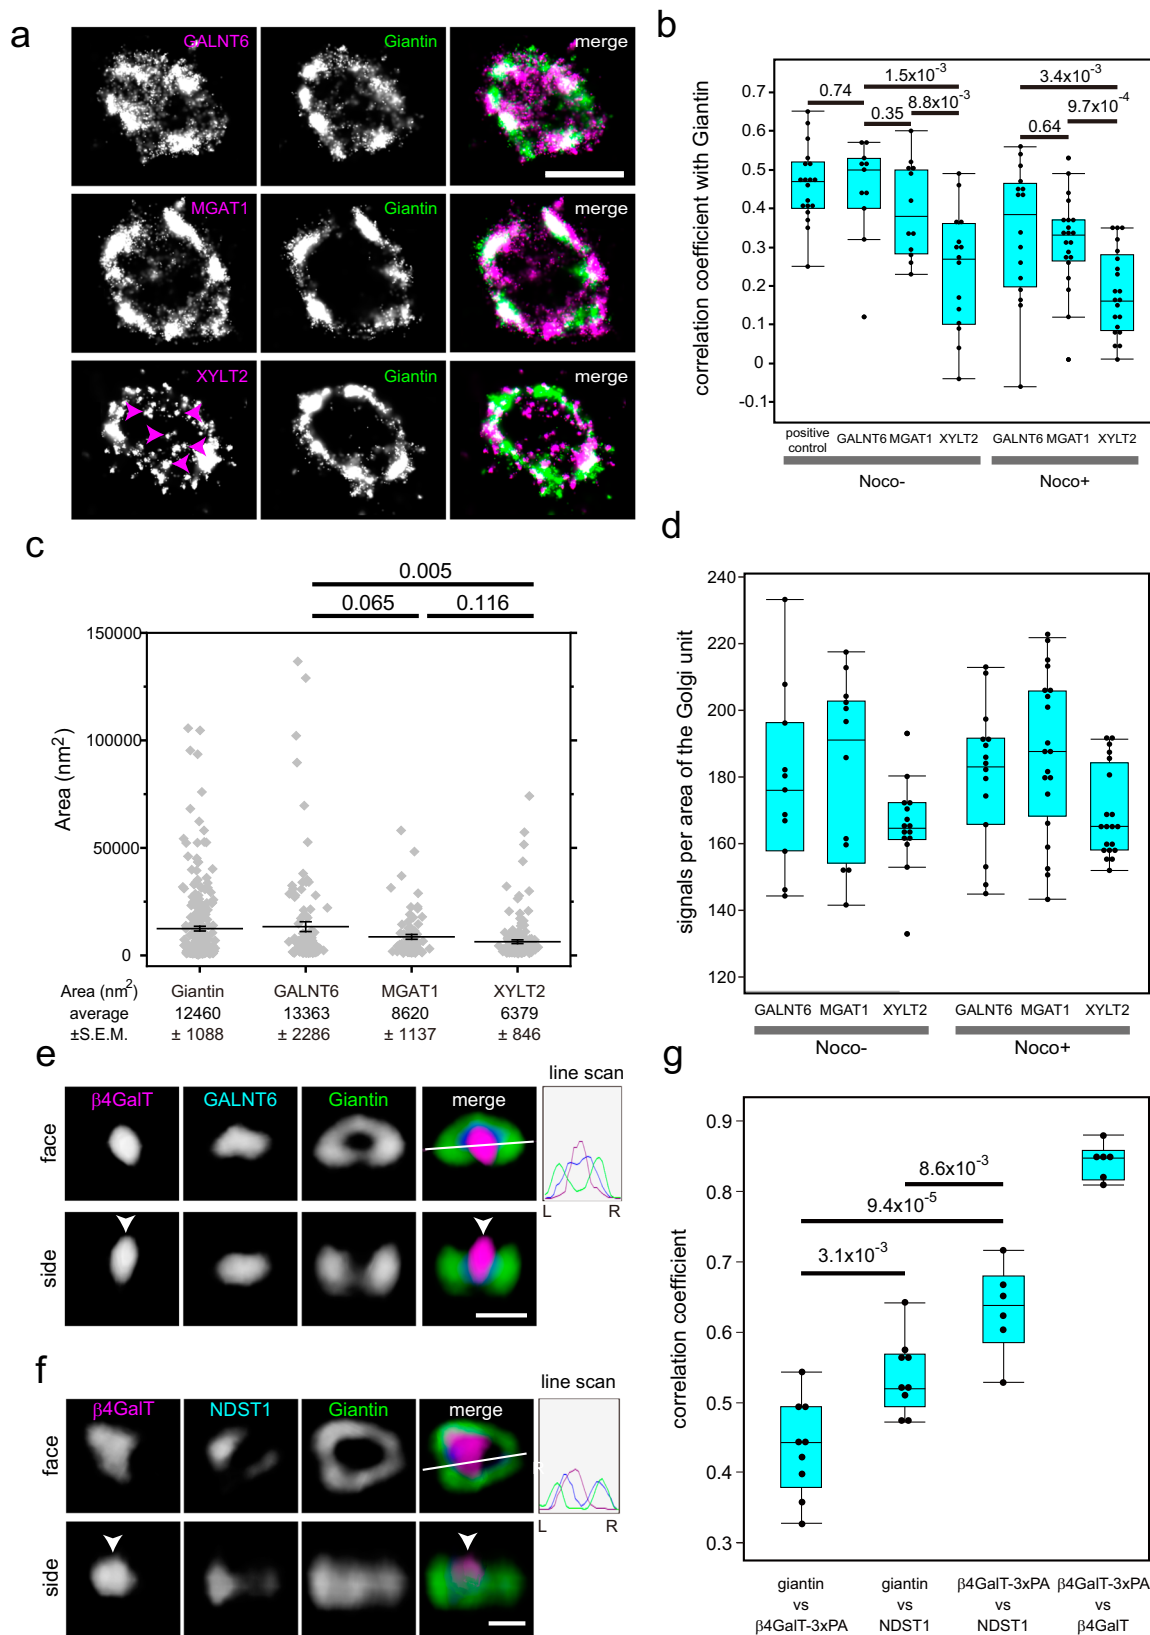 a
GALNT6
Giantin
merge
MGAT1
Giantin
merge
XYLT2
Giantin
merge
b
correlation coefficient with Giantin
0.7
0.6
0.5
0.4
0.3
0.2
0.1
0
-0.1
0.74
1.5x10-3
0.35
8.8x10-3
3.4x10-3
9.7x10-4
0.64
positive
control
GALNT6
MGAT1
XYLT2
GALNT6
MGAT1
XYLT2
Noco-
Noco+
c
0.005
0.065
0.116
Area (nm2)
150000
100000
50000
0
Area (nm2)
average
±S.E.M.
Giantin
12460
± 1088
GALNT6
13363
± 2286
MGAT1
8620
± 1137
XYLT2
6379
± 846
d
signals per area of the Golgi unit
240
220
200
180
160
140
120
GALNT6
MGAT1
XYLT2
GALNT6
MGAT1
XYLT2
Noco-
Noco+
e
face
side
β4GalT
GALNT6
Giantin
merge
line scan
L
R
f
face
side
β4GalT
NDST1
Giantin
merge
line scan
L
R
g
correlation coefficient
0.9
0.8
0.7
0.6
0.5
0.4
0.3
8.6x10-3
9.4x10-5
3.1x10-3
giantin
vs
β4GalT-3xPA
giantin
vs
NDST1
β4GalT-3xPA
vs
NDST1
β4GalT-3xPA
vs
β4GalT